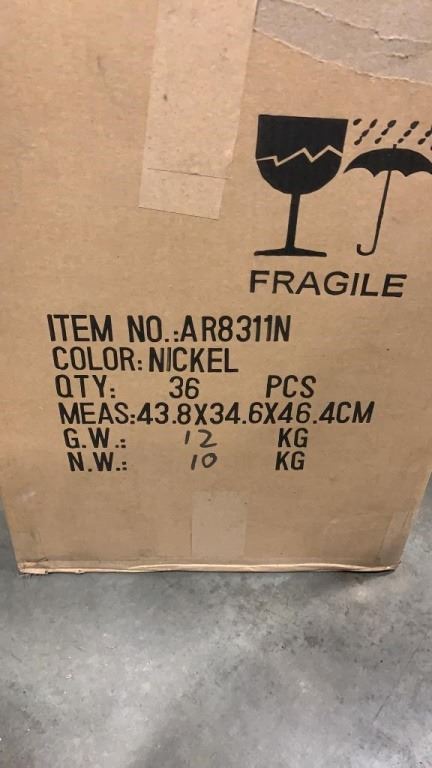 FRAGILE
ITEM NO.:AR8311N
COLOR: NICKEL
QTY: 36 PCS
MEAS:43.8X34.6X46.4CM
G.W.: 12 KG
N.W.: 10 KG